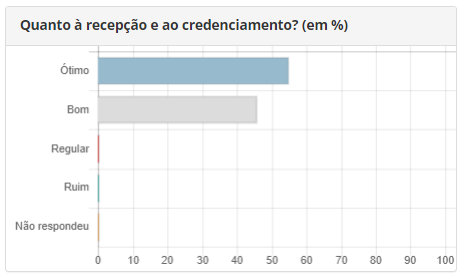 Quanto à recepção e ao credenciamento? (em %)
Ótimo
Bom
Regular
Ruim
Não respondeu
0 10 20 30 40 50 60 70 80 90 100